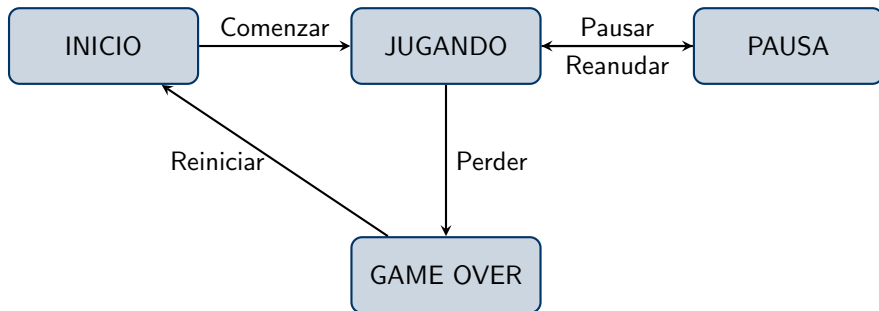 INICIO
Comenzar
JUGANDO
Pausar
Reanudar
PAUSA
Reiniciar
Perder
GAME OVER